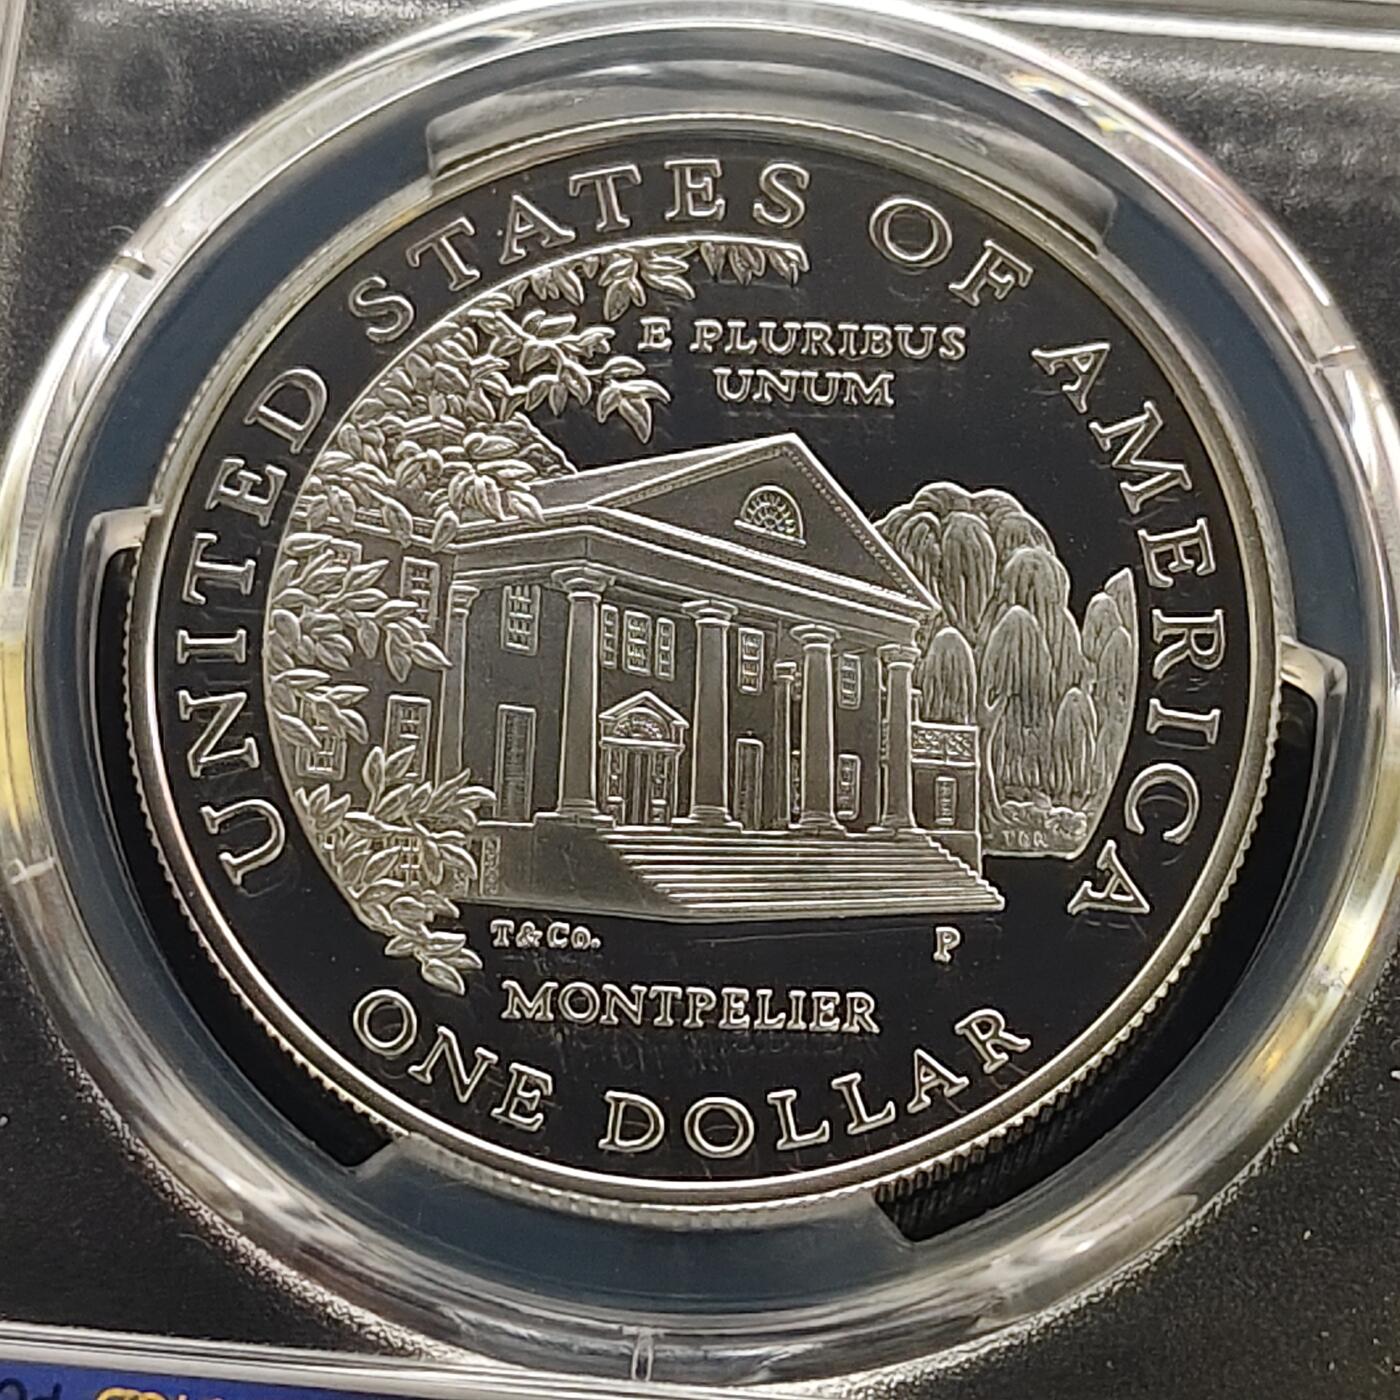 UNITED STATES OF AMERICA
E PLURIBUS
UNUM
T&R
T&Co.
P
MONTPELIER
ONE DOLLAR